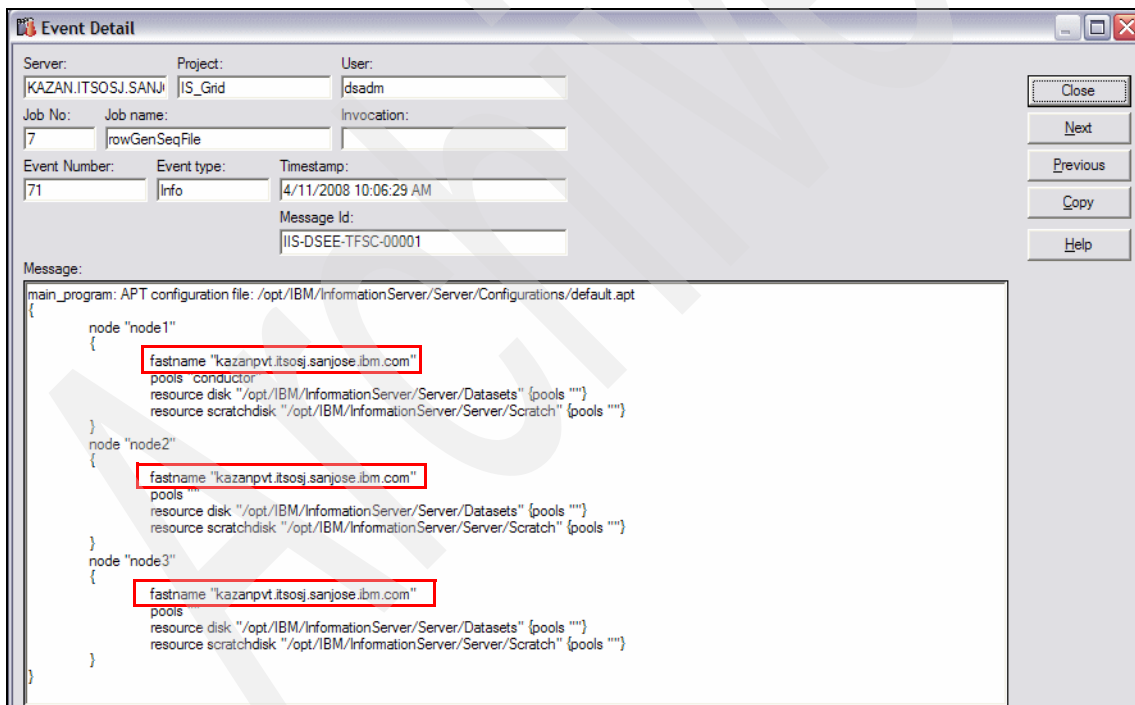 Event Detail
Server: Project: User:
KAZAN.ITSOSJ.SANJ IS_Grid dsadm
Close
Job No: Job name: Invocation:
7 rowGenSeqFile
Next
Event Number: Event type: Timestamp:
71 Info 4/11/2008 10:06:29 AM
Previous
Message Id:
Copy
IIS-DSEE-TFSC-00001
Help
Message:
main_program: APT configuration file: /opt/IBM/InformationServer/Server/Configurations/default.apt
{
node "node1"
{
fastname "kazanpvt.itsosj.sanjose.ibm.com"
pools "conductor"
resource disk "/opt/IBM/InformationServer/Server/Datasets" {pools ""}
resource scratchdisk "/opt/IBM/InformationServer/Server/Scratch" {pools ""}
}
node "node2"
{
fastname "kazanpvt.itsosj.sanjose.ibm.com"
pools ""
resource disk "/opt/IBM/InformationServer/Server/Datasets" {pools ""}
resource scratchdisk "/opt/IBM/InformationServer/Server/Scratch" {pools ""}
}
node "node3"
{
fastname "kazanpvt.itsosj.sanjose.ibm.com"
pools ""
resource disk "/opt/IBM/InformationServer/Server/Datasets" {pools ""}
resource scratchdisk "/opt/IBM/InformationServer/Server/Scratch" {pools ""}
}
}